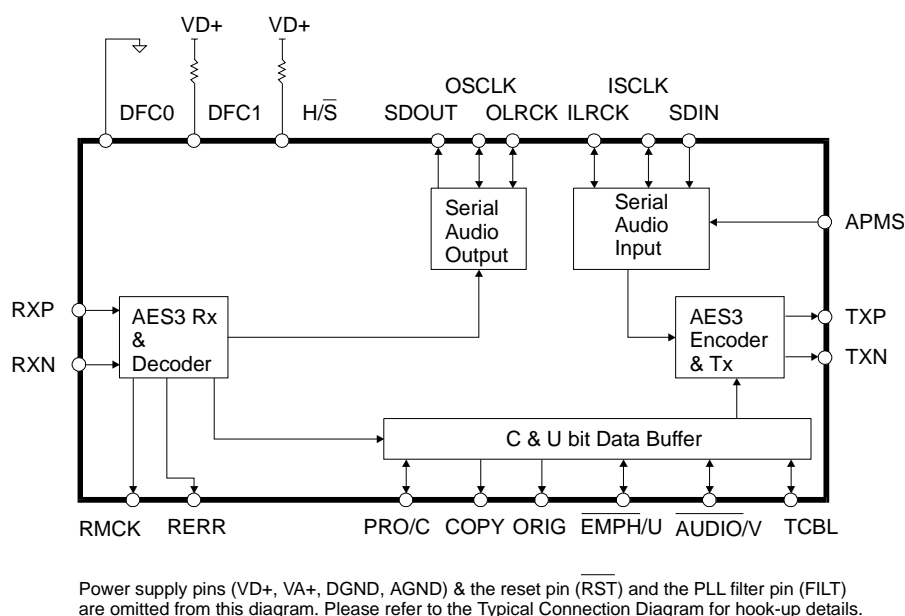 VD+ VD+
OSCLK ISCLK
DFC0 DFC1 H/S̅ SDOUT OLRCK ILRCK SDIN
Serial
Audio
Output
Serial
Audio
Input
APMS
RXP
RXN
AES3 Rx
&
Decoder
AES3
Encoder
& Tx
TXP
TXN
C & U bit Data Buffer
RMCK RERR PRO/C COPY ORIG E̅M̅P̅H̅/U A̅U̅D̅I̅O̅/V TCBL
Power supply pins (VD+, VA+, DGND, AGND) & the reset pin (R̅S̅T̅) and the PLL filter pin (FILT)
are omitted from this diagram. Please refer to the Typical Connection Diagram for hook-up details.